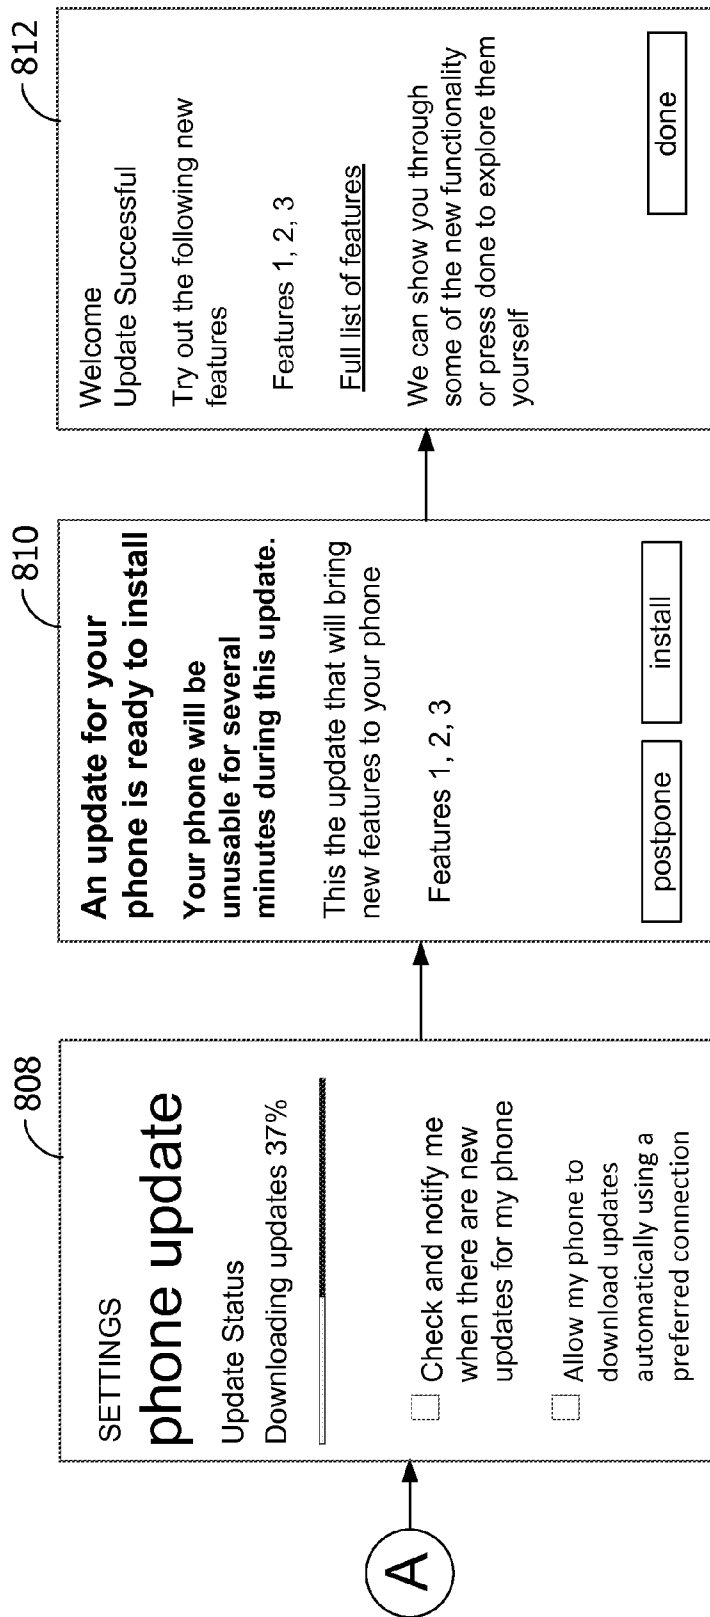 A
808
SETTINGS
phone update
Update Status
Downloading updates 37%
Check and notify me
when there are new
updates for my phone
Allow my phone to
download updates
automatically using a
preferred connection
810
An update for your
phone is ready to install
Your phone will be
unusable for several
minutes during this update.
This the update that will bring
new features to your phone
Features 1, 2, 3
postpone
install
812
Welcome
Update Successful
Try out the following new
features
Features 1, 2, 3
Full list of features
We can show you through
some of the new functionality
or press done to explore them
yourself
done